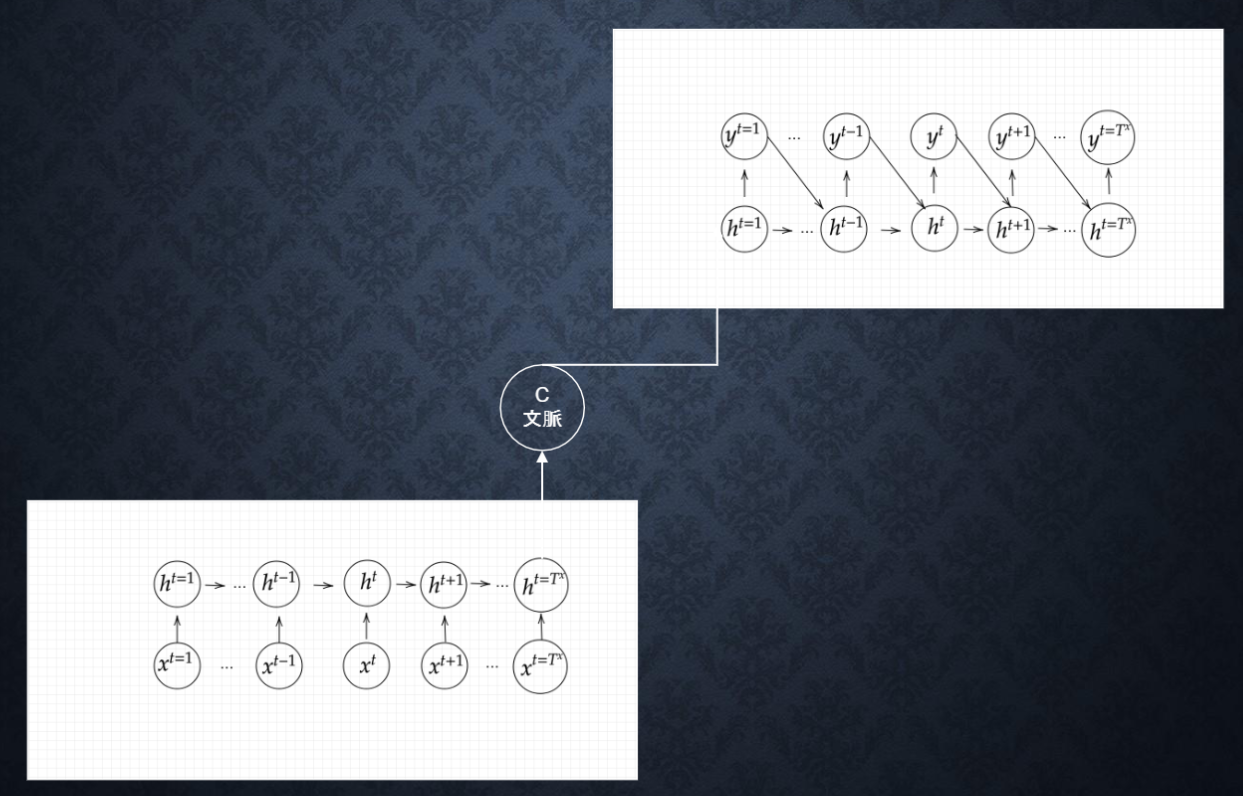 y^{t=1} ... y^{t-1} y^t y^{t+1} ... y^{t=T^x}
h^{t=1} → ... h^{t-1} → h^t → h^{t+1} → ... h^{t=T^x}
C
文脈
h^{t=1} → ... h^{t-1} → h^t → h^{t+1} → ... h^{t=T^x}
x^{t=1} ... x^{t-1} x^t x^{t+1} ... x^{t=T^x}